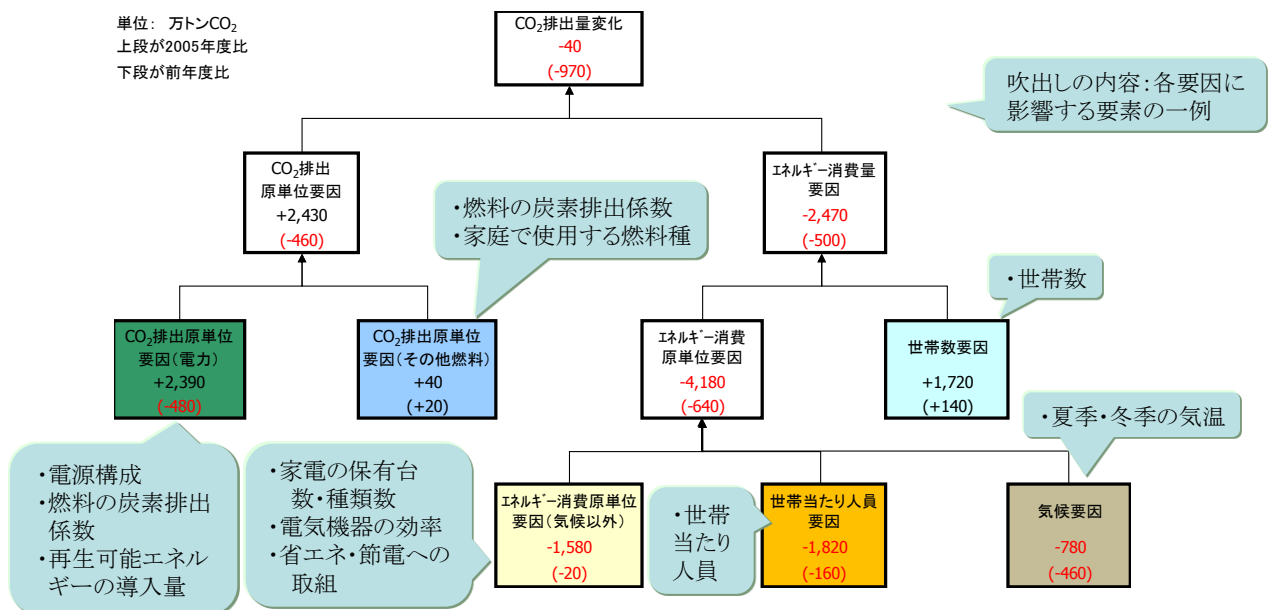 単位： 万トンCO₂
上段が2005年度比
下段が前年度比
CO₂排出量変化
-40
(-970)
吹出しの内容：各要因に
影響する要素の一例
CO₂排出
原単位要因
+2,430
(-460)
・燃料の炭素排出係数
・家庭で使用する燃料種
ｴﾈﾙｷﾞｰ消費量
要因
-2,470
(-500)
・世帯数
CO₂排出原単位
要因（電力）
+2,390
(-480)
CO₂排出原単位
要因（その他燃料）
+40
(+20)
ｴﾈﾙｷﾞｰ消費
原単位要因
-4,180
(-640)
世帯数要因
+1,720
(+140)
・夏季・冬季の気温
・電源構成
・燃料の炭素排出
係数
・再生可能エネル
ギーの導入量
・家電の保有台
数・種類数
・電気機器の効率
・省エネ・節電への
取組
ｴﾈﾙｷﾞｰ消費原単位
要因（気候以外）
-1,580
(-20)
・世帯
当たり
人員
世帯当たり人員
要因
-1,820
(-160)
気候要因
-780
(-460)